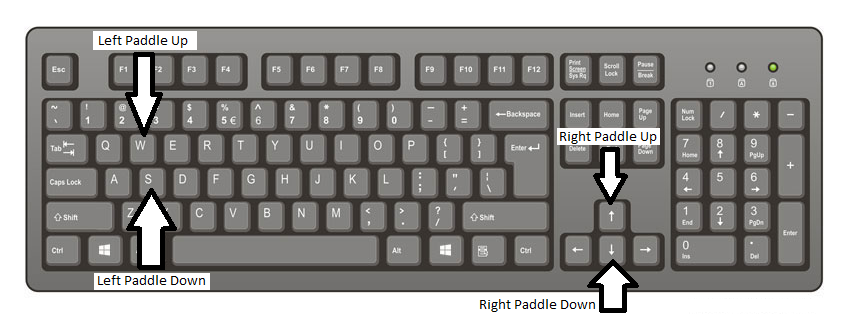 Left Paddle Up
Esc F1 F2 F3 F4 F5 F6 F7 F8 F9 F10 F11 F12 Print Screen Sys Rq Scroll Lock Pause Break
1 A
~ ` ! 1 @ 2 3 $ 4 % 5 € ^ 6 & 7 * 8 ( 9 ) 0 – - + = ←Backspace Insert Home Page Up Num Lock / * –
Right Paddle Up
Tab Q W E R T Y U I O P { [ } ] Enter Delete Page Down 7 Home 8 ↑ 9 PgUp +
Caps Lock A S D F G H J K L : ; " , ¦ \ 4 ← 5 6 →
⇧ Shift Z C V B N M < , > . ? / ⇧ Shift ↑ 1 End 2 ↓ 3 PgDn Enter
Ctrl Alt Ctrl ← ↓ → 0 Ins . Del
Left Paddle Down
Right Paddle Down